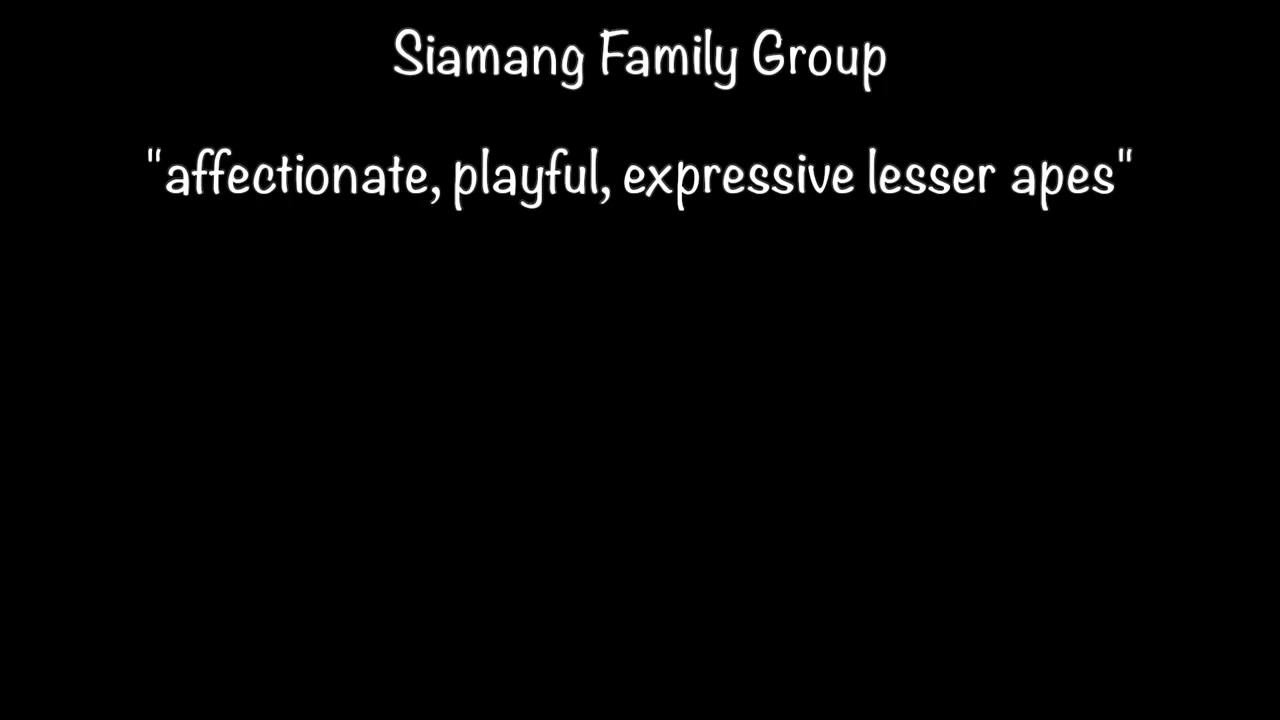 Siamang Family Group
"affectionate, playful, expressive lesser apes"